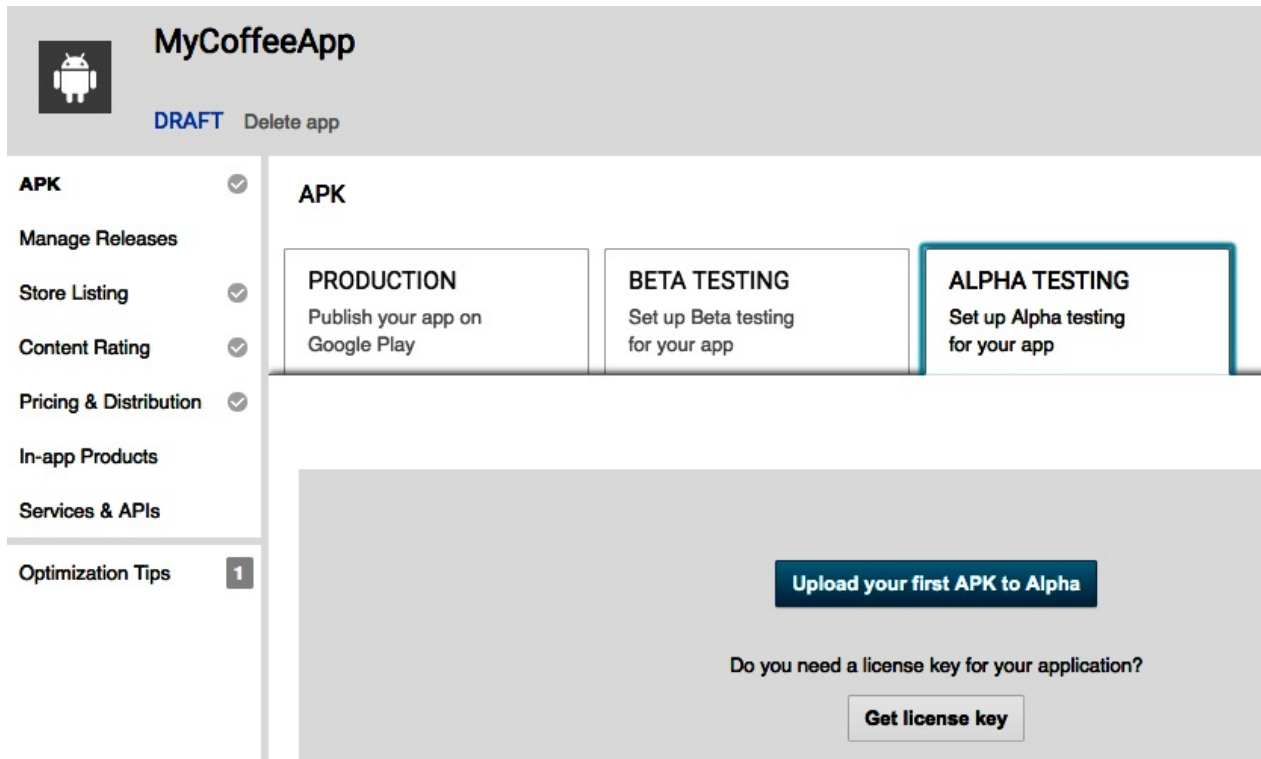 MyCoffeeApp
DRAFT Delete app
APK
Manage Releases
Store Listing
Content Rating
Pricing & Distribution
In-app Products
Services & APIs
Optimization Tips 1
APK
PRODUCTION
Publish your app on
Google Play
BETA TESTING
Set up Beta testing
for your app
ALPHA TESTING
Set up Alpha testing
for your app
Upload your first APK to Alpha
Do you need a license key for your application?
Get license key